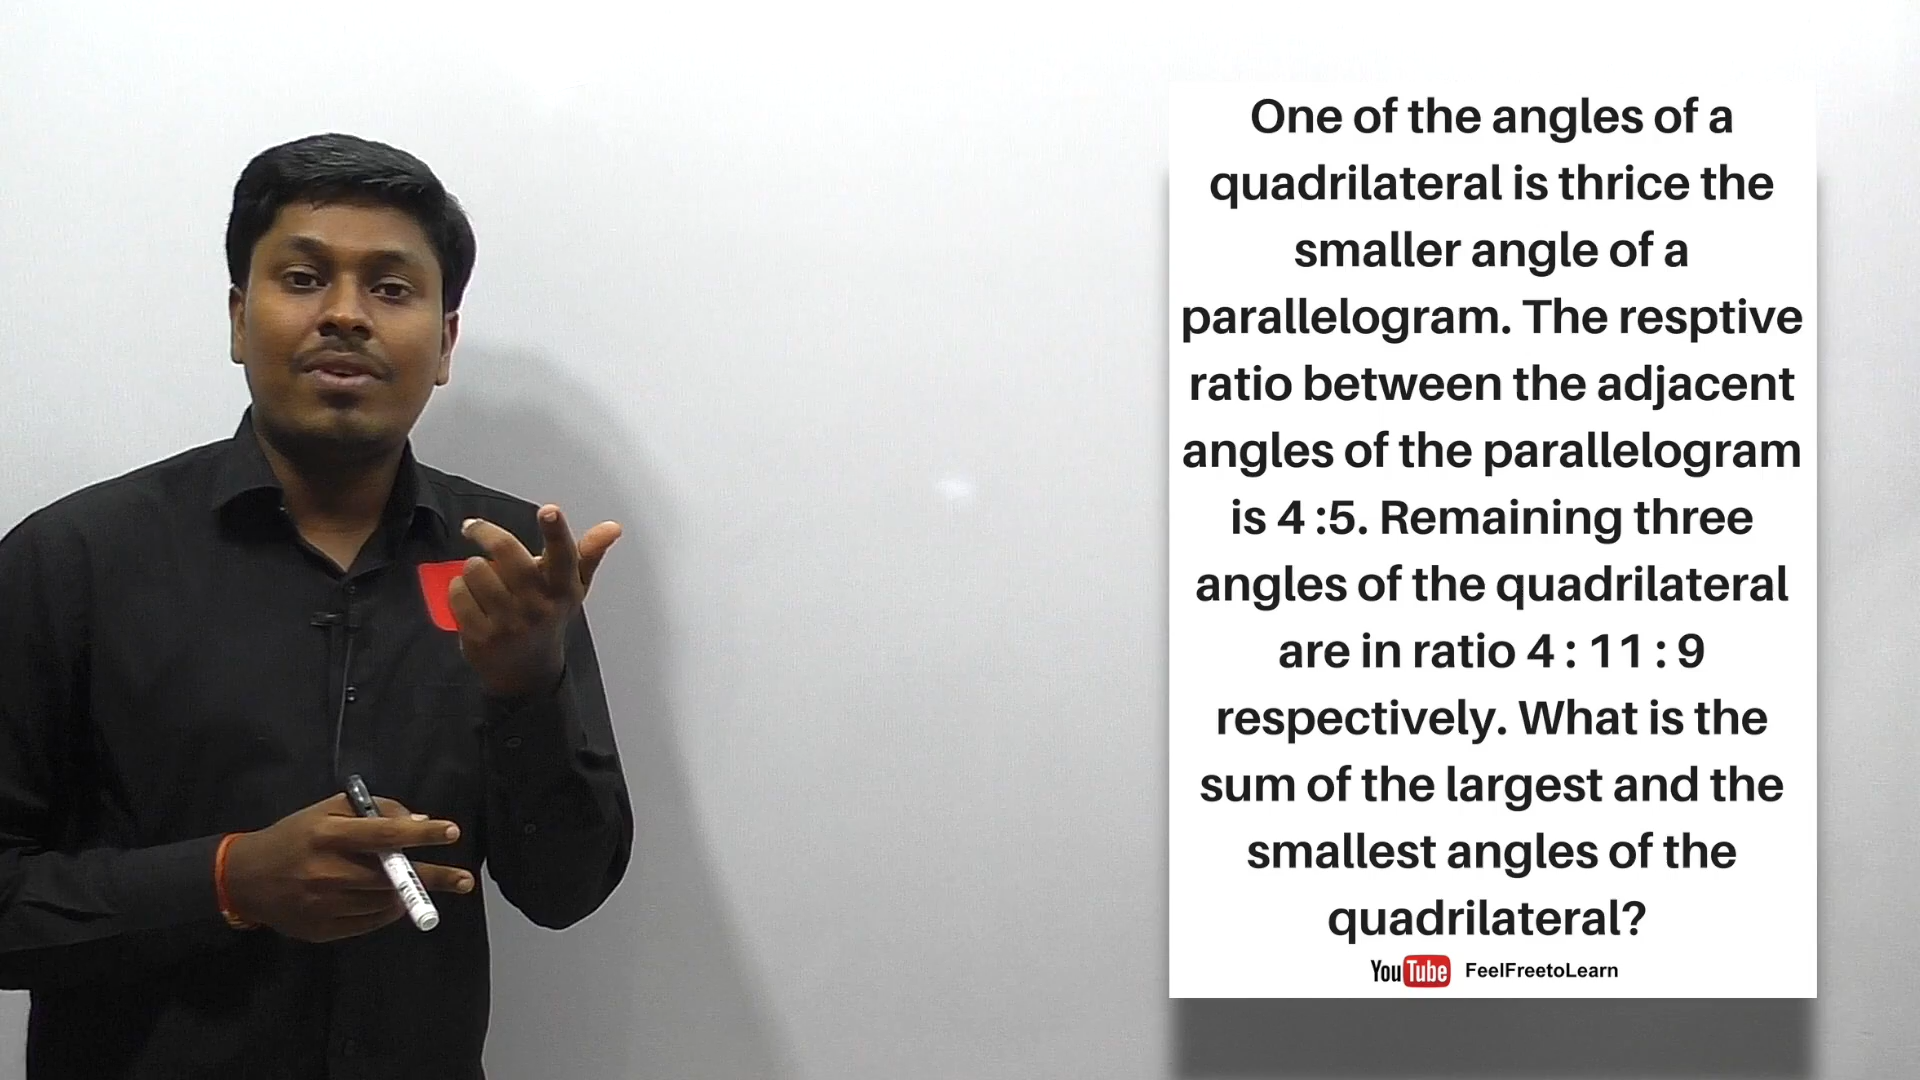 One of the angles of a
quadrilateral is thrice the
smaller angle of a
parallelogram. The resptive
ratio between the adjacent
angles of the parallelogram
is 4 :5. Remaining three
angles of the quadrilateral
are in ratio 4 : 11 : 9
respectively. What is the
sum of the largest and the
smallest angles of the
quadrilateral?
YouTube FeelFreetoLearn